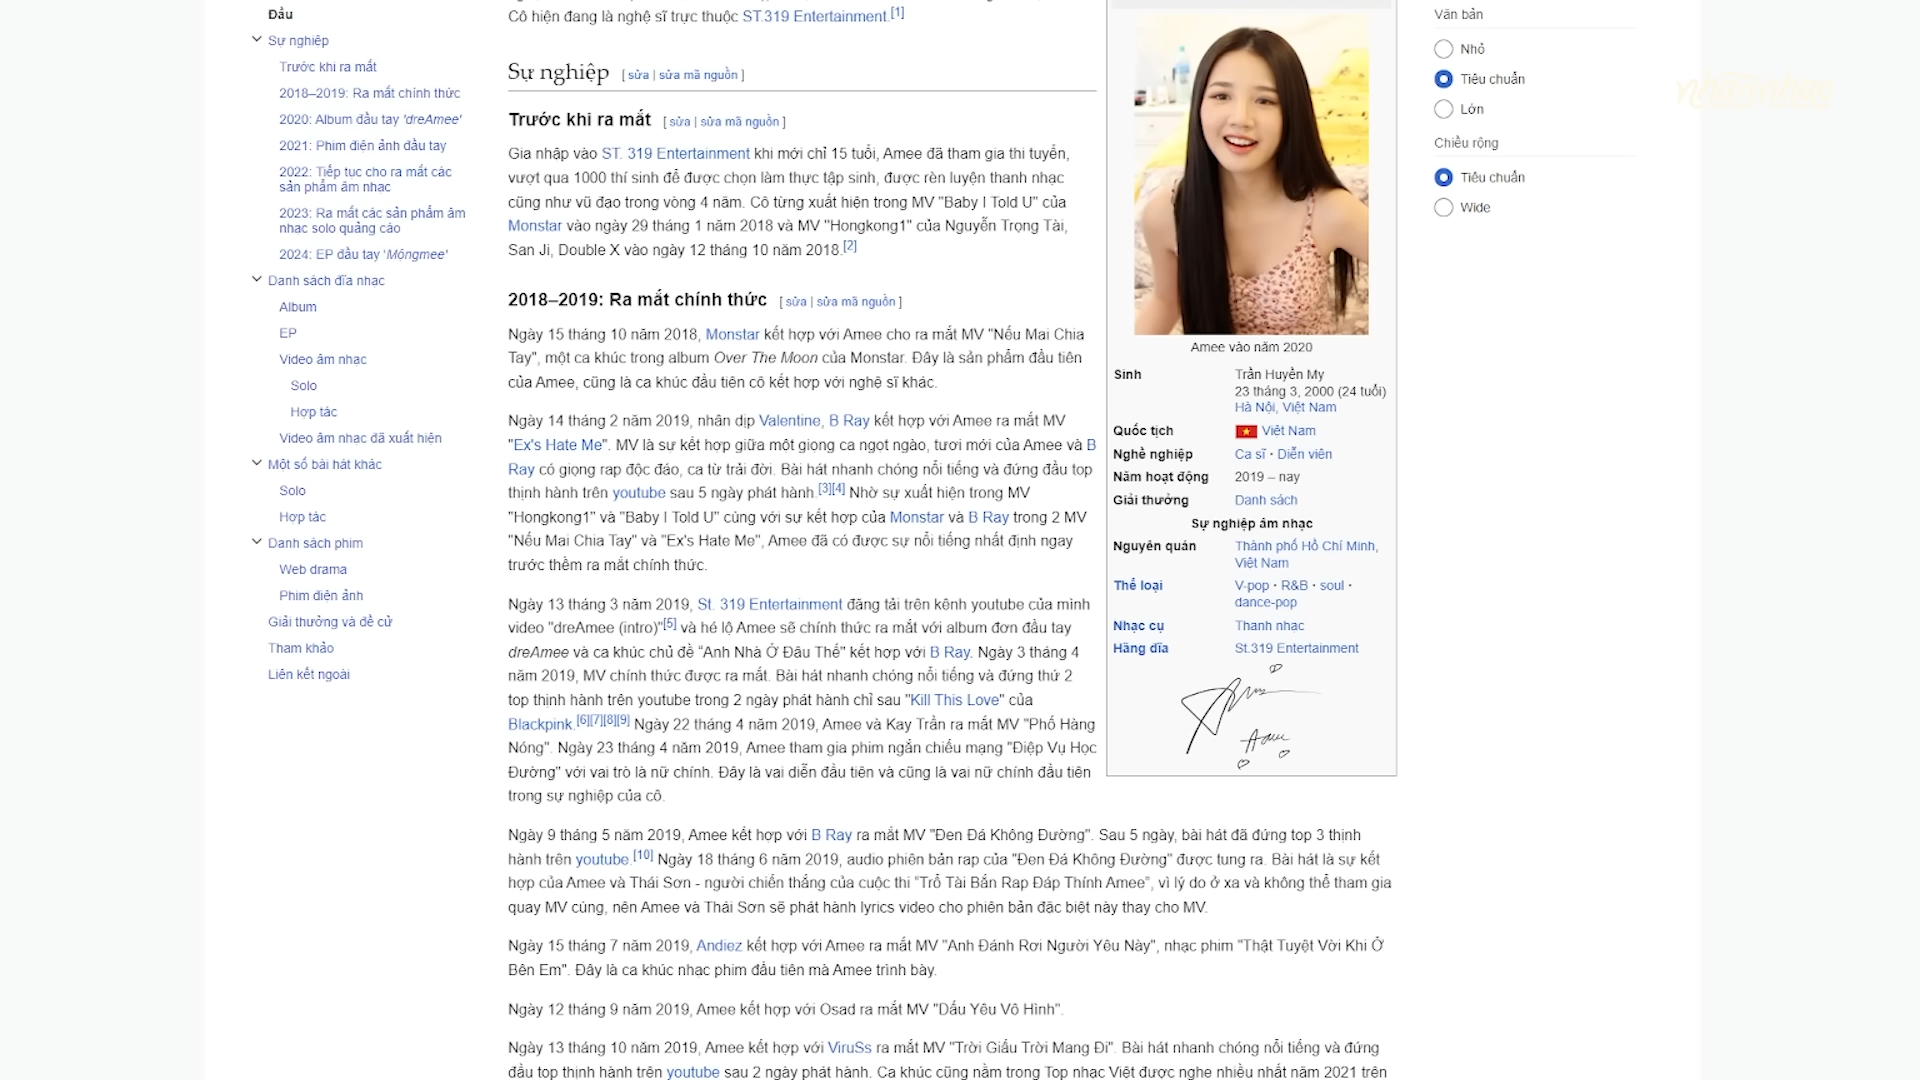 Đầu
Sự nghiệp
Trước khi ra mắt
2018–2019: Ra mắt chính thức
2020: Album đầu tay 'dreAmee'
2021: Phim điện ảnh đầu tay
2022: Tiếp tục cho ra mắt các
sản phẩm âm nhạc
2023: Ra mắt các sản phẩm âm
nhạc solo quảng cáo
2024: EP đầu tay 'Mộngmee'
Danh sách đĩa nhạc
Album
EP
Video âm nhạc
Solo
Hợp tác
Video âm nhạc đã xuất hiện
Một số bài hát khác
Solo
Hợp tác
Danh sách phim
Web drama
Phim điện ảnh
Giải thưởng và đề cử
Tham khảo
Liên kết ngoài
Cô hiện đang là nghệ sĩ trực thuộc ST.319 Entertainment.[1]
Sự nghiệp [ sửa | sửa mã nguồn ]
Trước khi ra mắt [ sửa | sửa mã nguồn ]
Gia nhập vào ST. 319 Entertainment khi mới chỉ 15 tuổi, Amee đã tham gia thi tuyển,
vượt qua 1000 thí sinh để được chọn làm thực tập sinh, được rèn luyện thanh nhạc
cũng như vũ đạo trong vòng 4 năm. Cô từng xuất hiện trong MV "Baby I Told U" của
Monstar vào ngày 29 tháng 1 năm 2018 và MV "Hongkong1" của Nguyễn Trọng Tài,
San Ji, Double X vào ngày 12 tháng 10 năm 2018.[2]
2018–2019: Ra mắt chính thức [ sửa | sửa mã nguồn ]
Ngày 15 tháng 10 năm 2018, Monstar kết hợp với Amee cho ra mắt MV "Nếu Mai Chia
Tay", một ca khúc trong album Over The Moon của Monstar. Đây là sản phẩm đầu tiên
của Amee, cũng là ca khúc đầu tiên cô kết hợp với nghệ sĩ khác.
Ngày 14 tháng 2 năm 2019, nhân dịp Valentine, B Ray kết hợp với Amee ra mắt MV
"Ex's Hate Me". MV là sự kết hợp giữa một giọng ca ngọt ngào, tươi mới của Amee và B
Ray có giọng rap độc đáo, ca từ trải đời. Bài hát nhanh chóng nổi tiếng và đứng đầu top
thịnh hành trên youtube sau 5 ngày phát hành.[3][4] Nhờ sự xuất hiện trong MV
"Hongkong1" và "Baby I Told U" cùng với sự kết hợp của Monstar và B Ray trong 2 MV
"Nếu Mai Chia Tay" và "Ex's Hate Me", Amee đã có được sự nổi tiếng nhất định ngay
trước thềm ra mắt chính thức.
Ngày 13 tháng 3 năm 2019, St. 319 Entertainment đăng tải trên kênh youtube của mình
video "dreAmee (intro)"[5] và hé lộ Amee sẽ chính thức ra mắt với album đơn đầu tay
dreAmee và ca khúc chủ đề “Anh Nhà Ở Đâu Thế” kết hợp với B Ray. Ngày 3 tháng 4
năm 2019, MV chính thức được ra mắt. Bài hát nhanh chóng nổi tiếng và đứng thứ 2
top thịnh hành trên youtube trong 2 ngày phát hành chỉ sau "Kill This Love" của
Blackpink.[6][7][8][9] Ngày 22 tháng 4 năm 2019, Amee và Kay Trần ra mắt MV "Phố Hàng
Nóng". Ngày 23 tháng 4 năm 2019, Amee tham gia phim ngắn chiếu mạng "Điệp Vụ Học
Đường" với vai trò là nữ chính. Đây là vai diễn đầu tiên và cũng là vai nữ chính đầu tiên
trong sự nghiệp của cô.
Ngày 9 tháng 5 năm 2019, Amee kết hợp với B Ray ra mắt MV "Đen Đá Không Đường". Sau 5 ngày, bài hát đã đứng top 3 thịnh
hành trên youtube.[10] Ngày 18 tháng 6 năm 2019, audio phiên bản rap của "Đen Đá Không Đường" được tung ra. Bài hát là sự kết
hợp của Amee và Thái Sơn - người chiến thắng của cuộc thi "Trổ Tài Bắn Rap Đáp Thính Amee", vì lý do ở xa và không thể tham gia
quay MV cùng, nên Amee và Thái Sơn sẽ phát hành lyrics video cho phiên bản đặc biệt này thay cho MV.
Ngày 15 tháng 7 năm 2019, Andiez kết hợp với Amee ra mắt MV "Anh Đánh Rơi Người Yêu Này", nhạc phim "Thật Tuyệt Vời Khi Ở
Bên Em". Đây là ca khúc nhạc phim đầu tiên mà Amee trình bày.
Ngày 12 tháng 9 năm 2019, Amee kết hợp với Osad ra mắt MV "Dấu Yêu Vô Hình".
Ngày 13 tháng 10 năm 2019, Amee kết hợp với ViruSs ra mắt MV "Trời Giấu Trời Mang Đi". Bài hát nhanh chóng nổi tiếng và đứng
đầu top thịnh hành trên youtube sau 2 ngày phát hành. Ca khúc cũng nằm trong Top nhạc Việt được nghe nhiều nhất năm 2021 trên
Amee vào năm 2020
Sinh Trần Huyền My
23 tháng 3, 2000 (24 tuổi)
Hà Nội, Việt Nam
Quốc tịch Việt Nam
Nghề nghiệp Ca sĩ · Diễn viên
Năm hoạt động 2019 – nay
Giải thưởng Danh sách
Sự nghiệp âm nhạc
Nguyên quán Thành phố Hồ Chí Minh,
Việt Nam
Thể loại V-pop · R&B · soul ·
dance-pop
Nhạc cụ Thanh nhạc
Hãng đĩa St.319 Entertainment
Văn bản
Nhỏ
Tiêu chuẩn
Lớn
Chiều rộng
Tiêu chuẩn
Wide